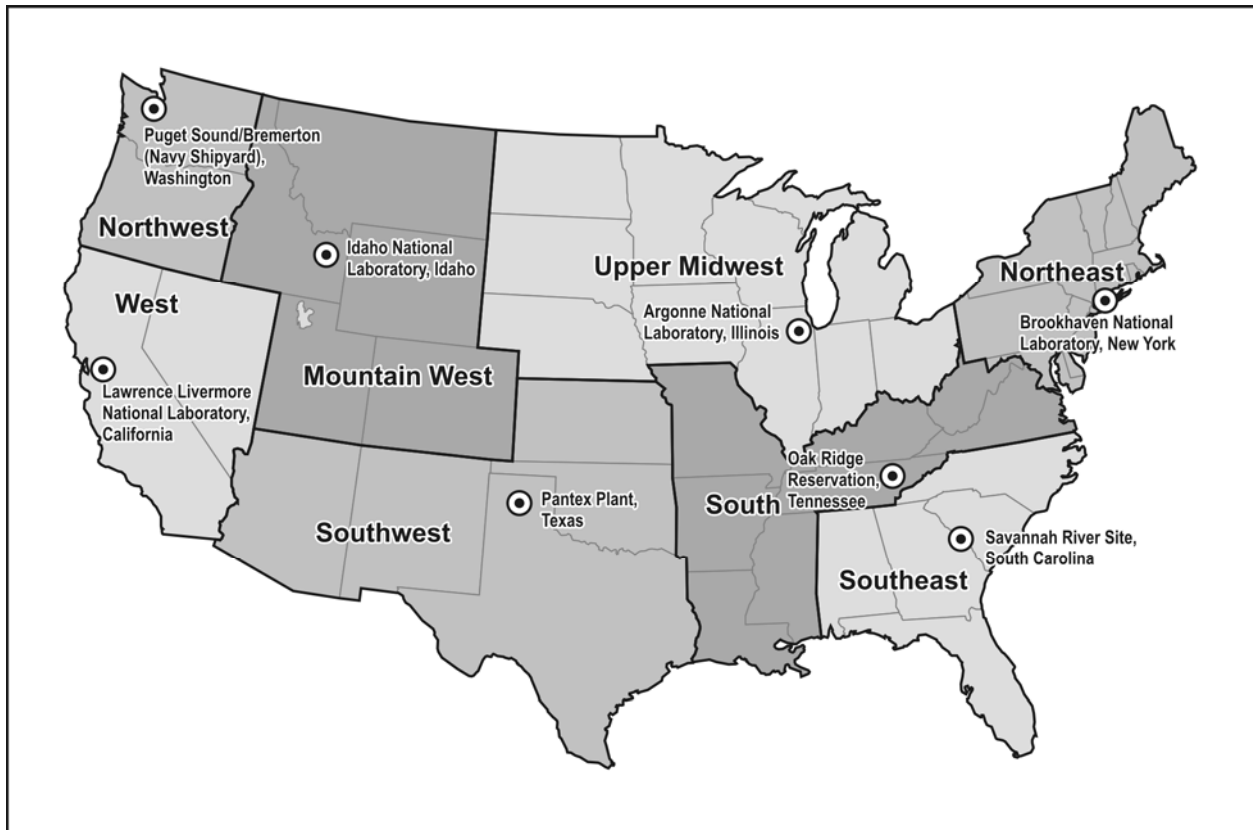 Puget Sound/Bremerton
(Navy Shipyard),
Washington
Northwest
Idaho National
Laboratory, Idaho
Upper Midwest
Northeast
West
Argonne National
Laboratory, Illinois
Brookhaven National
Laboratory, New York
Mountain West
Lawrence Livermore
National Laboratory,
California
Oak Ridge
Reservation,
Tennessee
Pantex Plant,
Texas
South
Southwest
Savannah River Site,
South Carolina
Southeast